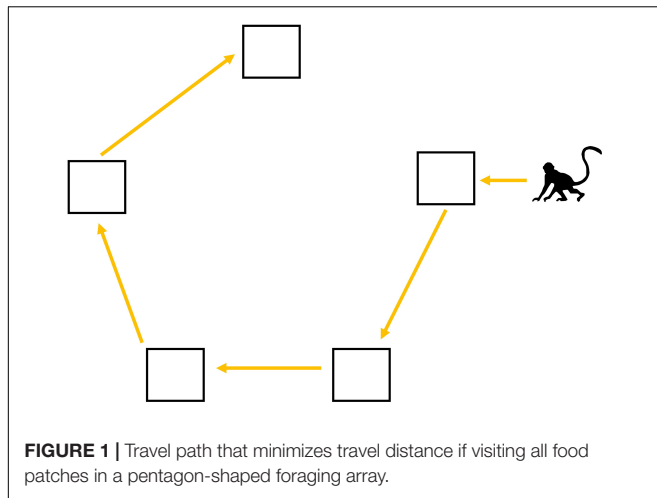 FIGURE 1 | Travel path that minimizes travel distance if visiting all food
patches in a pentagon-shaped foraging array.